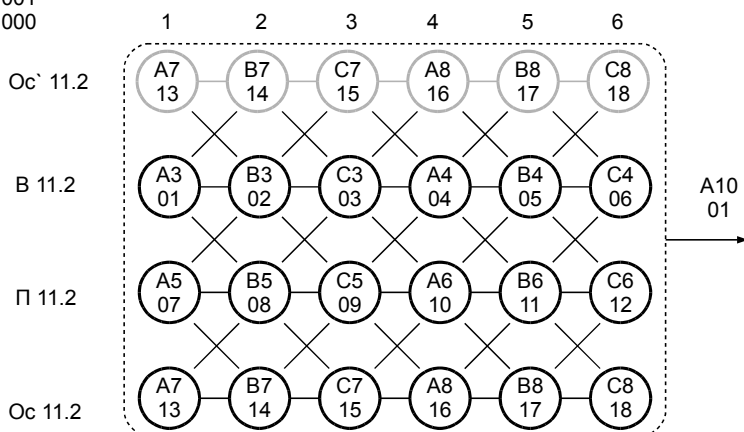 000 1 2 3 4 5 6
Ос` 11.2
A7 B7 C7 A8 B8 C8
13 14 15 16 17 18
В 11.2
A3 B3 C3 A4 B4 C4
01 02 03 04 05 06
A10
01
П 11.2
A5 B5 C5 A6 B6 C6
07 08 09 10 11 12
Ос 11.2
A7 B7 C7 A8 B8 C8
13 14 15 16 17 18